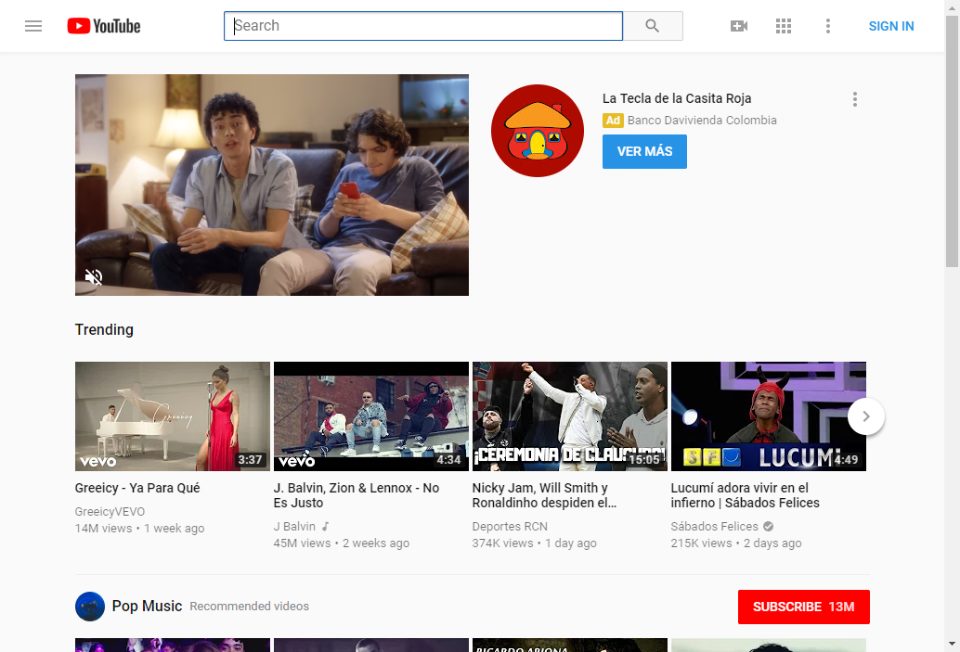 YouTube
Search
SIGN IN
La Tecla de la Casita Roja
Ad Banco Davivienda Colombia
VER MÁS
Trending
Greeicy
vevo
3:37
vevo
4:34
¡CEREMONIA DE CLAUSURA!
15:05
SFD LUCUMÍ
4:49
Greeicy - Ya Para Qué
GreeicyVEVO
14M views • 1 week ago
J. Balvin, Zion & Lennox - No
Es Justo
J Balvin
45M views • 2 weeks ago
Nicky Jam, Will Smith y
Ronaldinho despiden el...
Deportes RCN
374K views • 1 day ago
Lucumí adora vivir en el
infierno | Sábados Felices
Sábados Felices
215K views • 2 days ago
Pop Music Recommended videos
SUBSCRIBE 13M
RICARDO ARJONA